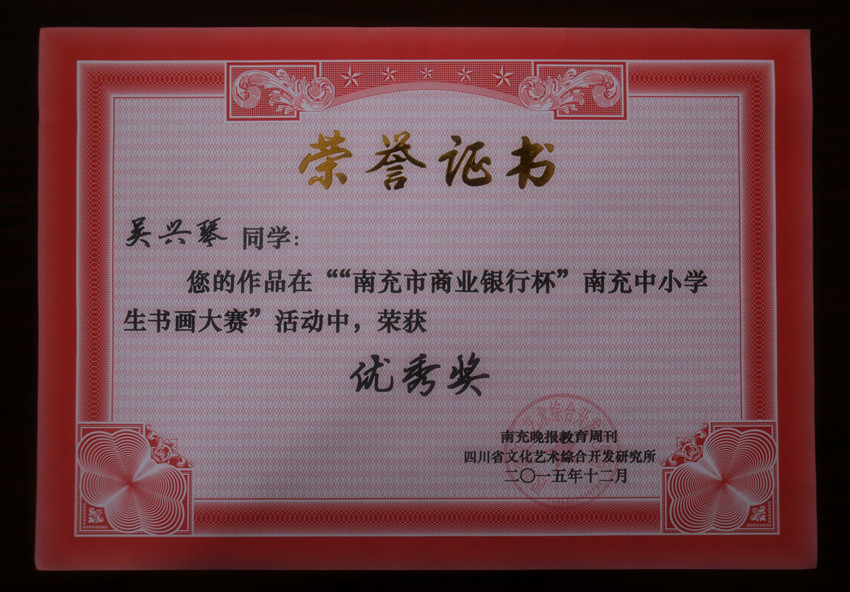 荣誉证书
吴兴琴 同学：
您的作品在““南充市商业银行杯”南充中小学
生书画大赛”活动中，荣获
优秀奖
南充晚报教育周刊
四川省文化艺术综合开发研究所
二〇一五年十二月